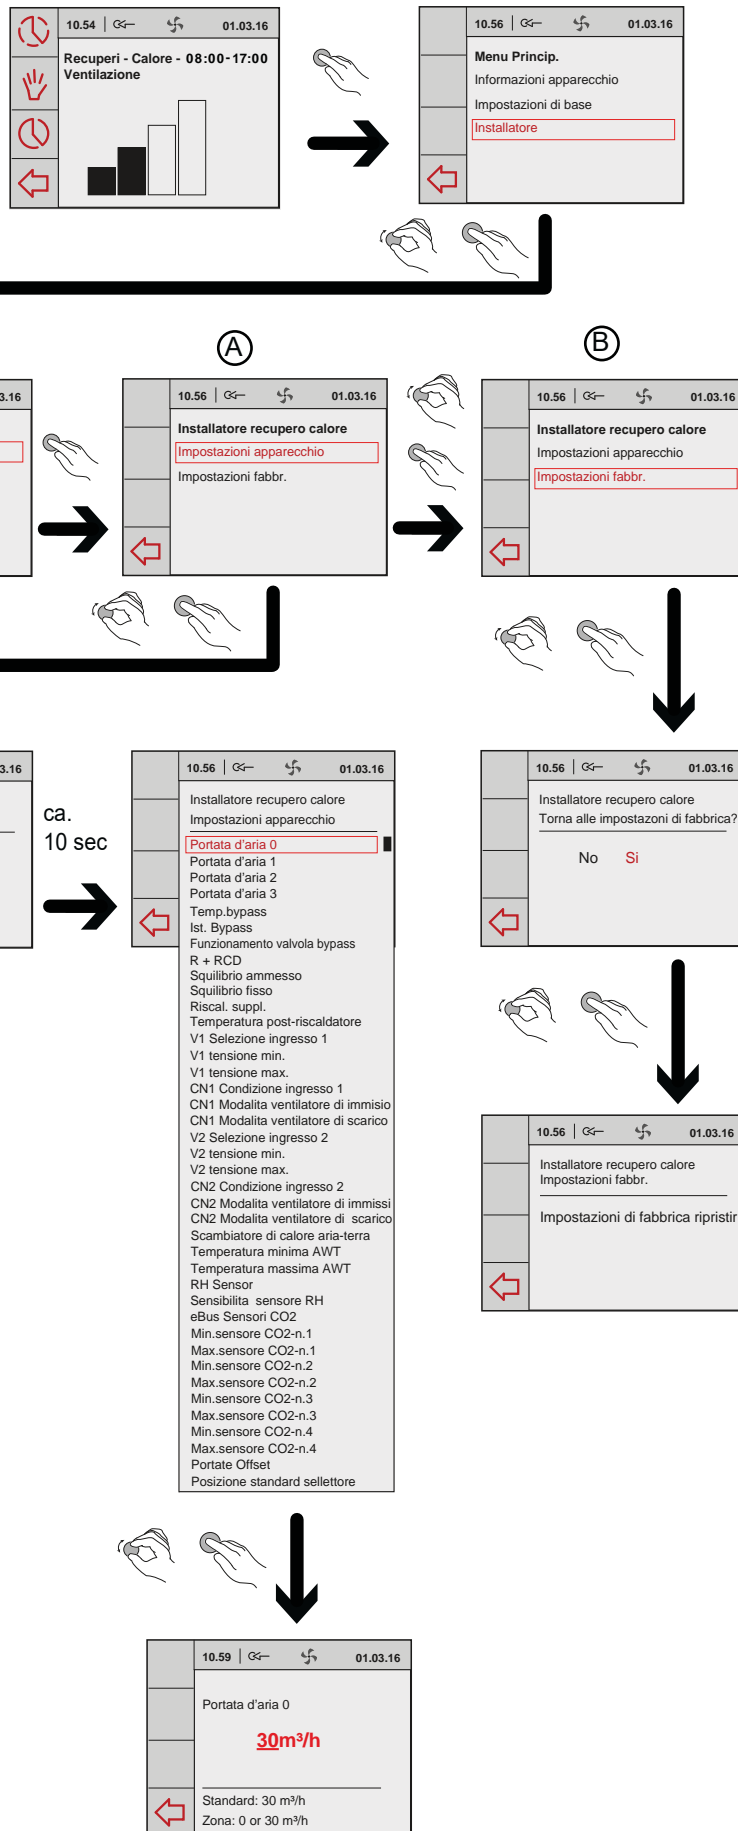 10.54 01.03.16
Recuperi - Calore - 08:00-17:00
Ventilazione
10.56 01.03.16
Menu Princip.
Informazioni apparecchio
Impostazioni di base
Installatore
A
B
3.16
10.56 01.03.16
Installatore recupero calore
Impostazioni apparecchio
Impostazioni fabbr.
10.56 01.03.16
Installatore recupero calore
Impostazioni apparecchio
Impostazioni fabbr.
3.16
ca.
10 sec
10.56 01.03.16
Installatore recupero calore
Impostazioni apparecchio
Portata d'aria 0
Portata d'aria 1
Portata d'aria 2
Portata d'aria 3
Temp.bypass
Ist. Bypass
Funzionamento valvola bypass
R + RCD
Squilibrio ammesso
Squilibrio fisso
Riscal. suppl.
Temperatura post-riscaldatore
V1 Selezione ingresso 1
V1 tensione min.
V1 tensione max.
CN1 Condizione ingresso 1
CN1 Modalita ventilatore di immisio
CN1 Modalita ventilatore di scarico
V2 Selezione ingresso 2
V2 tensione min.
V2 tensione max.
CN2 Condizione ingresso 2
CN2 Modalita ventilatore di immissi
CN2 Modalita ventilatore di scarico
Scambiatore di calore aria-terra
Temperatura minima AWT
Temperatura massima AWT
RH Sensor
Sensibilita sensore RH
eBus Sensori CO2
Min.sensore CO2-n.1
Max.sensore CO2-n.1
Min.sensore CO2-n.2
Max.sensore CO2-n.2
Min.sensore CO2-n.3
Max.sensore CO2-n.3
Min.sensore CO2-n.4
Max.sensore CO2-n.4
Portate Offset
Posizione standard sellettore
10.56 01.03.16
Installatore recupero calore
Torna alle impostazoni di fabbrica?
No Si
10.56 01.03.16
Installatore recupero calore
Impostazioni fabbr.
Impostazioni di fabbrica ripristir
10.59 01.03.16
Portata d'aria 0
30m³/h
Standard: 30 m³/h
Zona: 0 or 30 m³/h